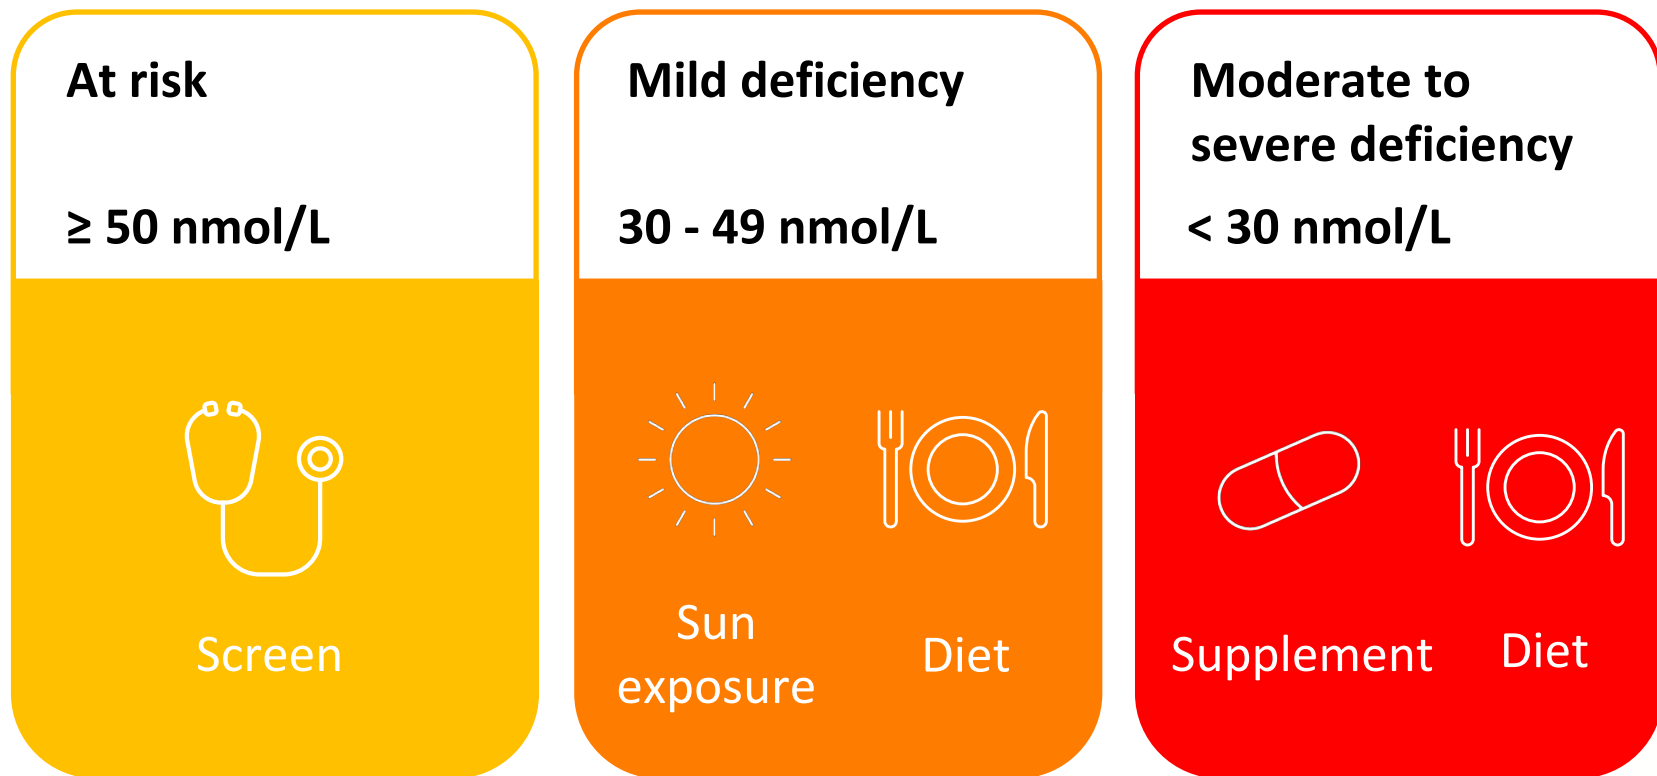 At risk
≥ 50 nmol/L
Screen
Mild deficiency
30 - 49 nmol/L
Sun
exposure
Diet
Moderate to
severe deficiency
< 30 nmol/L
Supplement
Diet